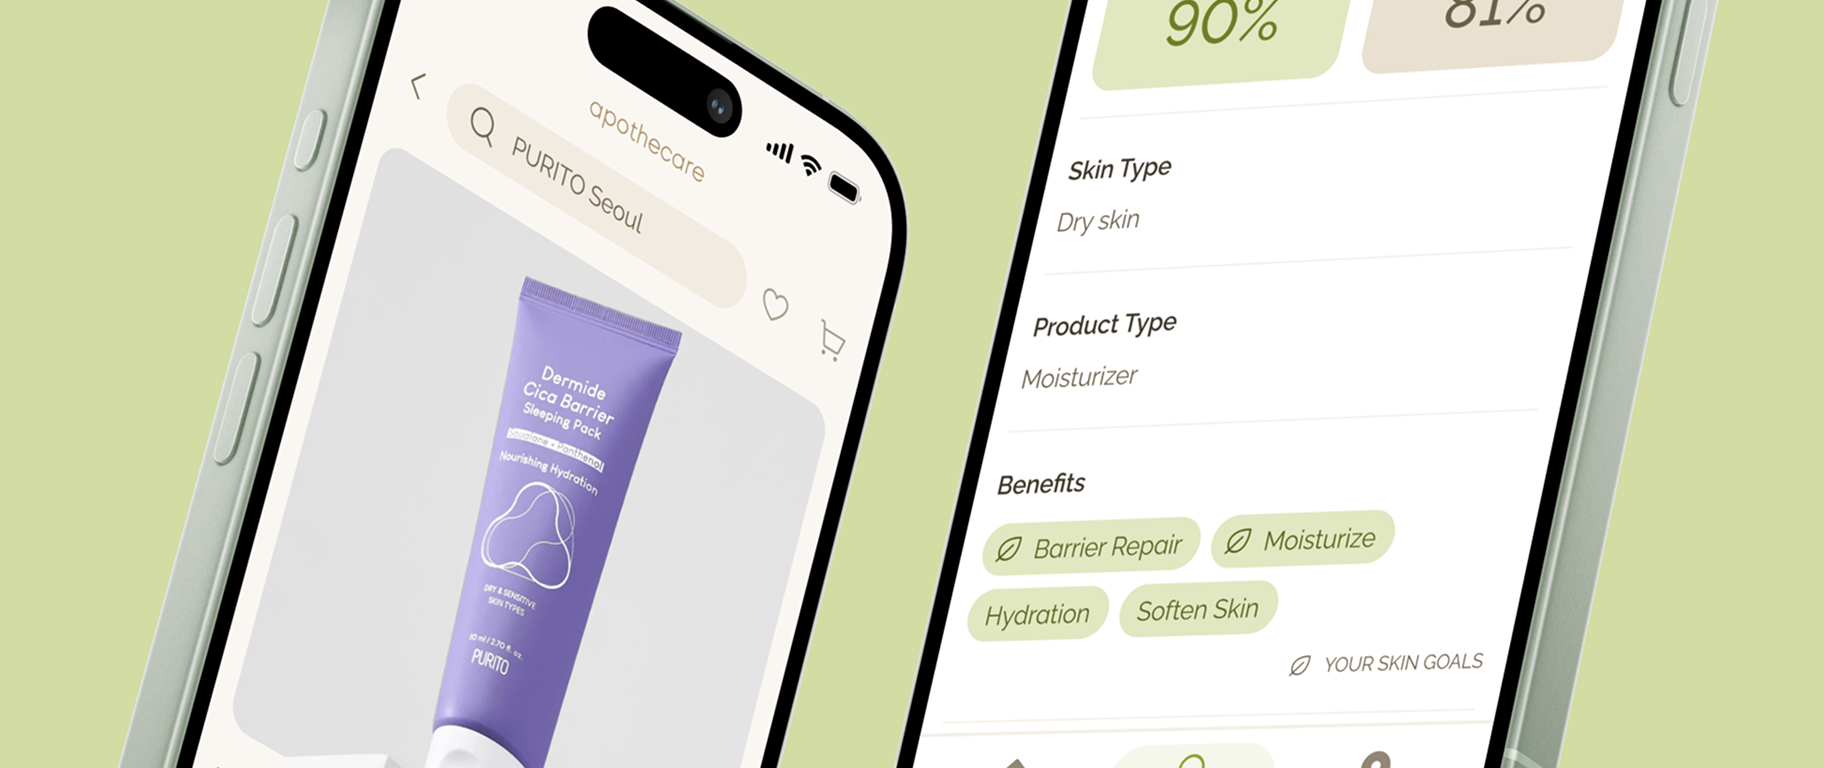 apothecare
PURITO Seoul
Dermide
Cica Barrier
Sleeping Pack
Squalane + Panthenol
Nourishing Hydration
DRY & SENSITIVE
SKIN TYPES
80 ml / 2.70 fl. oz.
PURITO
90%
81%
Skin Type
Dry skin
Product Type
Moisturizer
Benefits
Barrier Repair
Moisturize
Hydration
Soften Skin
YOUR SKIN GOALS